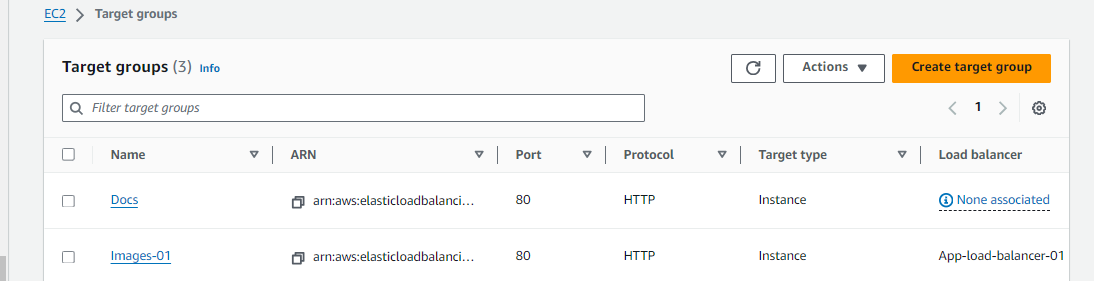 EC2 > Target groups
Target groups (3) Info
Actions
Create target group
Filter target groups
1
Name ARN Port Protocol Target type Load balancer
Docs arn:aws:elasticloadbalanci... 80 HTTP Instance None associated
Images-01 arn:aws:elasticloadbalanci... 80 HTTP Instance App-load-balancer-01